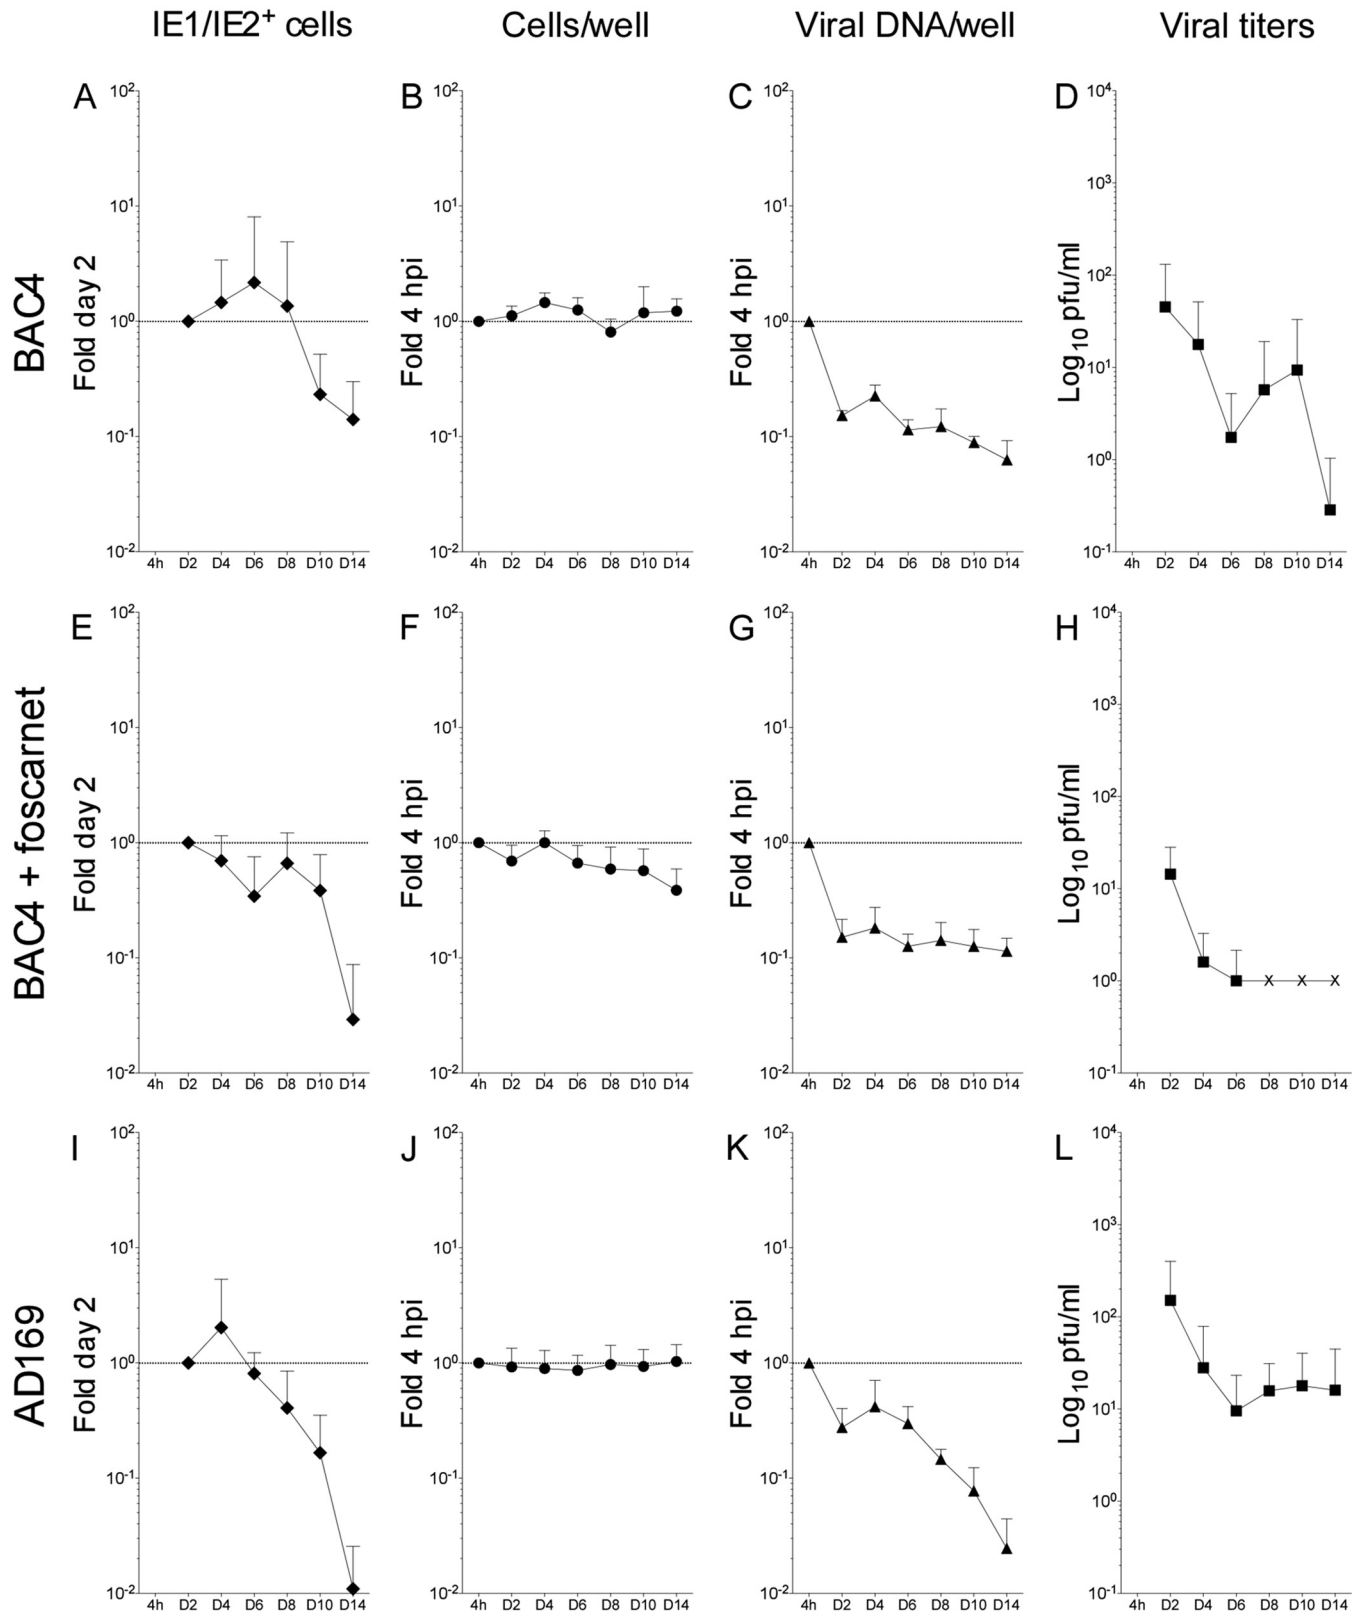 IE1/IE2⁺ cells Cells/well Viral DNA/well Viral titers
BAC4
A
Fold day 2
10² 10¹ 10⁰ 10⁻¹ 10⁻²
4h D2 D4 D6 D8 D10 D14
B
Fold 4 hpi
10² 10¹ 10⁰ 10⁻¹ 10⁻²
4h D2 D4 D6 D8 D10 D14
C
Fold 4 hpi
10² 10¹ 10⁰ 10⁻¹ 10⁻²
4h D2 D4 D6 D8 D10 D14
D
Log₁₀ pfu/ml
10⁴ 10³ 10² 10¹ 10⁰ 10⁻¹
4h D2 D4 D6 D8 D10 D14
BAC4 + foscarnet
E
Fold day 2
10² 10¹ 10⁰ 10⁻¹ 10⁻²
4h D2 D4 D6 D8 D10 D14
F
Fold 4 hpi
10² 10¹ 10⁰ 10⁻¹ 10⁻²
4h D2 D4 D6 D8 D10 D14
G
Fold 4 hpi
10² 10¹ 10⁰ 10⁻¹ 10⁻²
4h D2 D4 D6 D8 D10 D14
H
Log₁₀ pfu/ml
10⁴ 10³ 10² 10¹ 10⁰ 10⁻¹
x x x
4h D2 D4 D6 D8 D10 D14
AD169
I
Fold day 2
10² 10¹ 10⁰ 10⁻¹ 10⁻²
4h D2 D4 D6 D8 D10 D14
J
Fold 4 hpi
10² 10¹ 10⁰ 10⁻¹ 10⁻²
4h D2 D4 D6 D8 D10 D14
K
Fold 4 hpi
10² 10¹ 10⁰ 10⁻¹ 10⁻²
4h D2 D4 D6 D8 D10 D14
L
Log₁₀ pfu/ml
10⁴ 10³ 10² 10¹ 10⁰ 10⁻¹
4h D2 D4 D6 D8 D10 D14